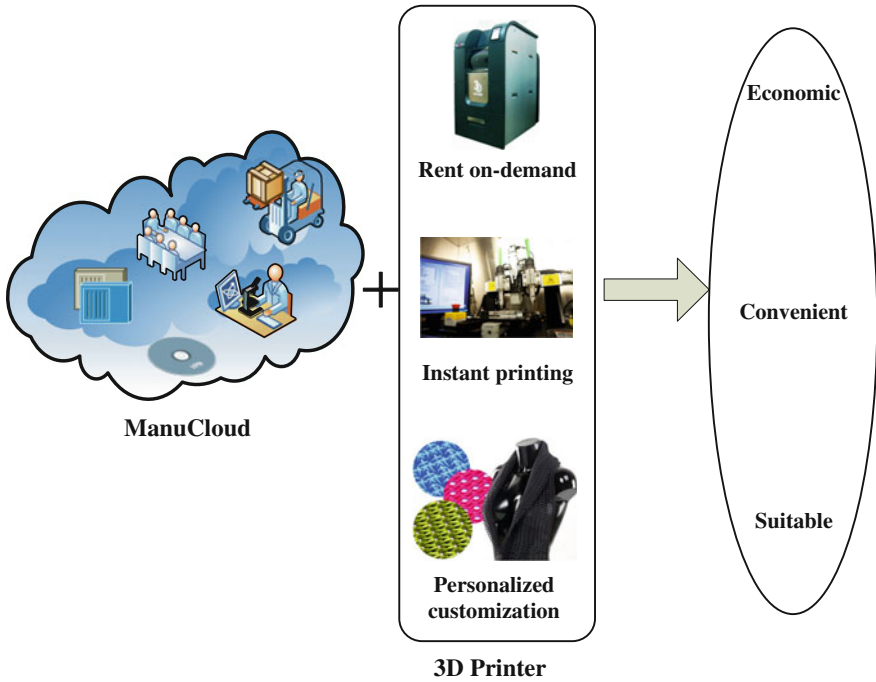 Rent on-demand
Instant printing
Personalized
customization
ManuCloud
3D Printer
Economic
Convenient
Suitable